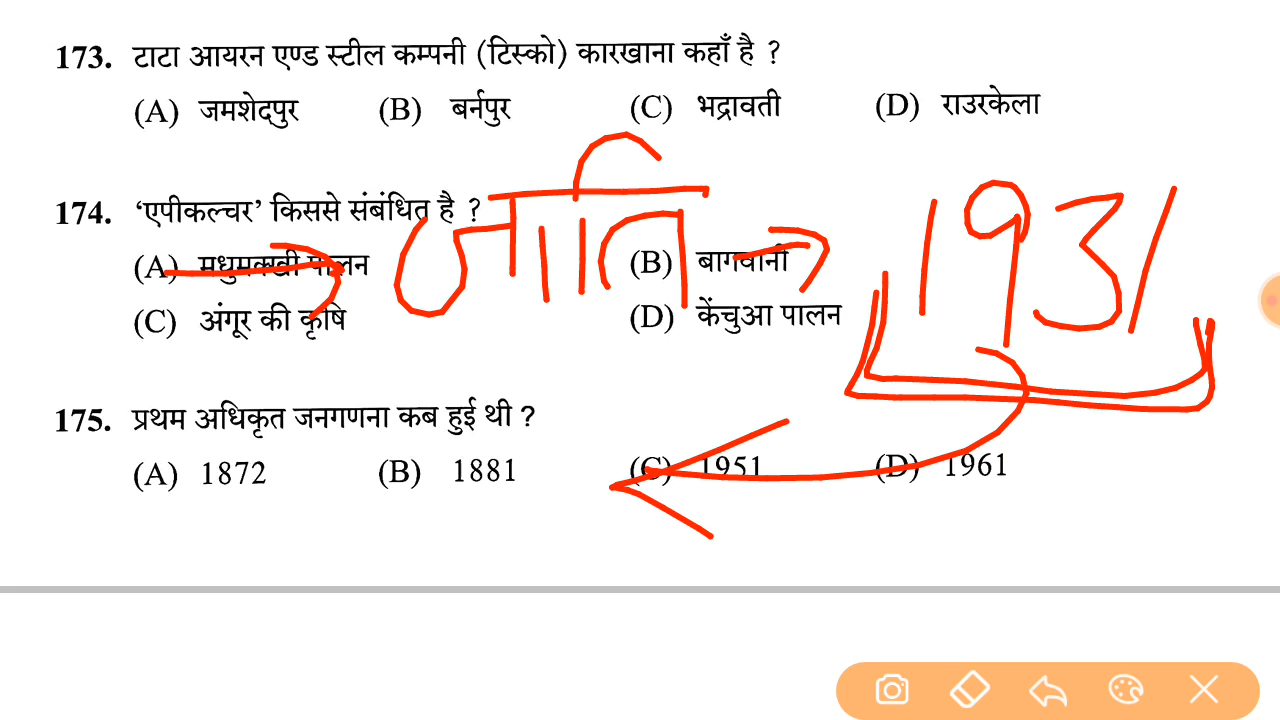 173. टाटा आयरन एण्ड स्टील कम्पनी (टिस्को) कारखाना कहाँ है ?
(A) जमशेदपुर (B) बर्नपुर (C) भद्रावती (D) राउरकेला
174. ‘एपीकल्चर’ किससे संबंधित है ?
जाति 1931
(A) मधुमक्खी पालन (B) बागवानी
(C) अंगूर की कृषि (D) केंचुआ पालन
175. प्रथम अधिकृत जनगणना कब हुई थी ?
(A) 1872 (B) 1881 (C) 1951 (D) 1961